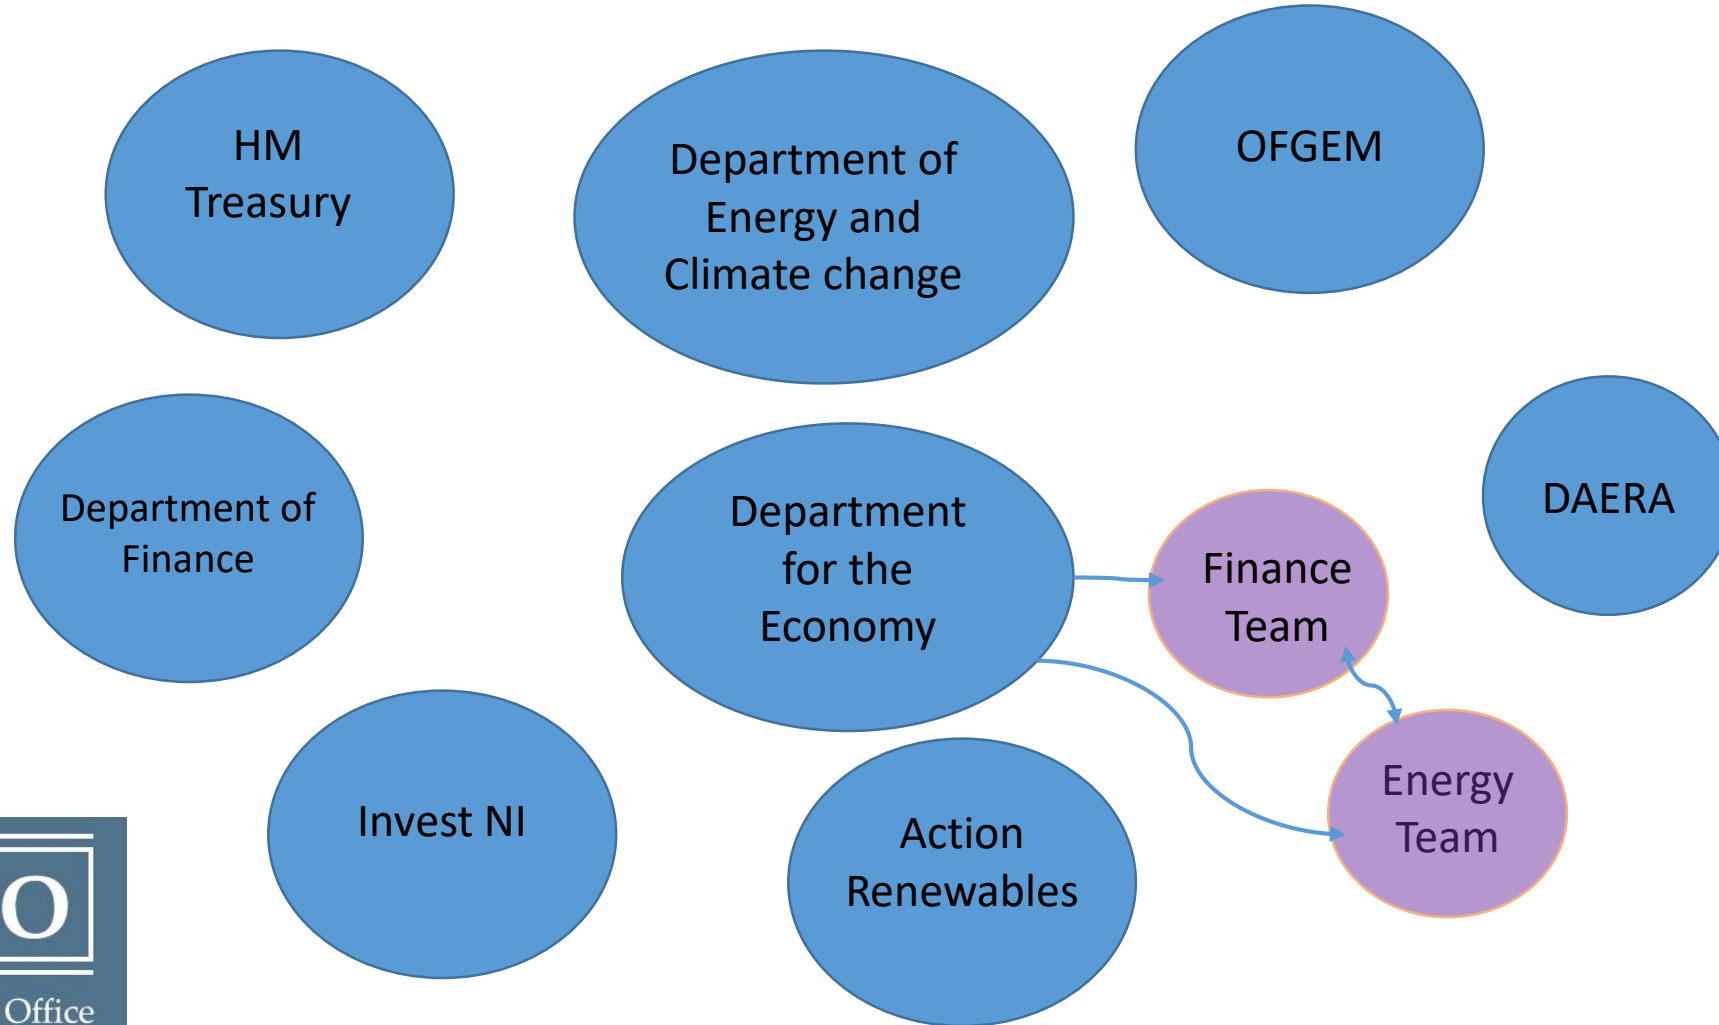 HM
Treasury
Department of
Energy and
Climate change
OFGEM
Department of
Finance
Department
for the
Economy
Finance
Team
DAERA
Invest NI
Action
Renewables
Energy
Team
O
Office